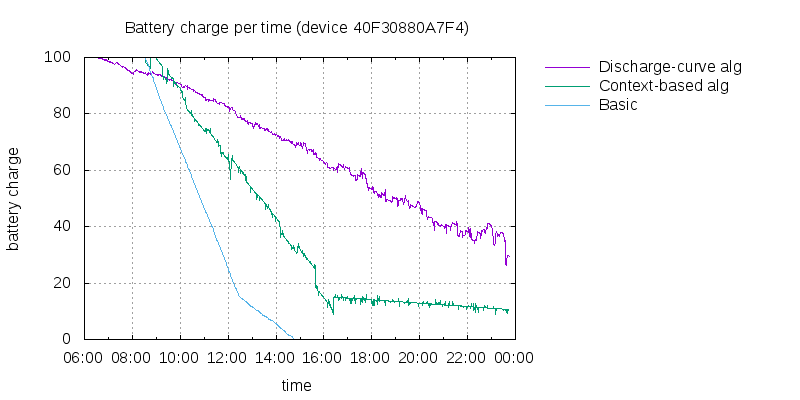 Battery charge per time (device 40F30880A7F4)
Discharge-curve alg
Context-based alg
Basic
battery charge
100
80
60
40
20
0
06:00 08:00 10:00 12:00 14:00 16:00 18:00 20:00 22:00 00:00
time